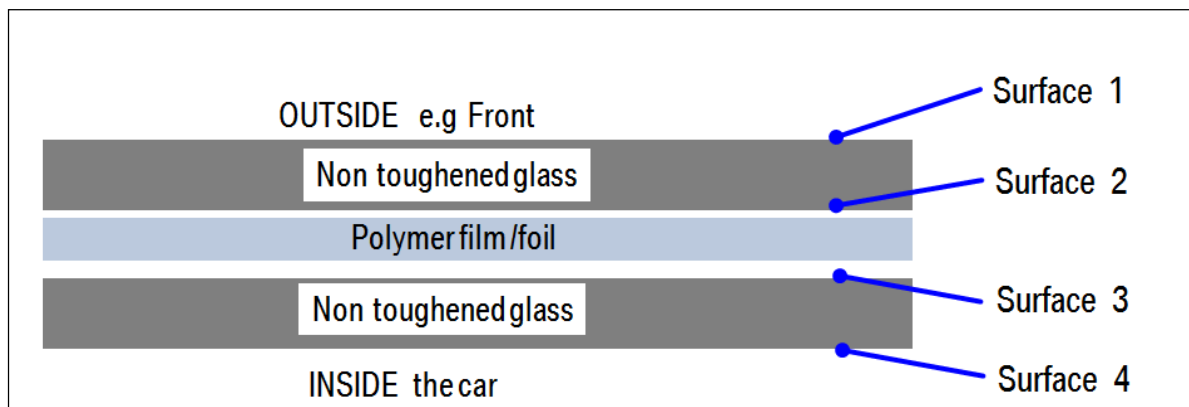 Surface 1
OUTSIDE e.g Front
Non toughened glass
Surface 2
Polymer film/foil
Surface 3
Non toughened glass
Surface 4
INSIDE the car